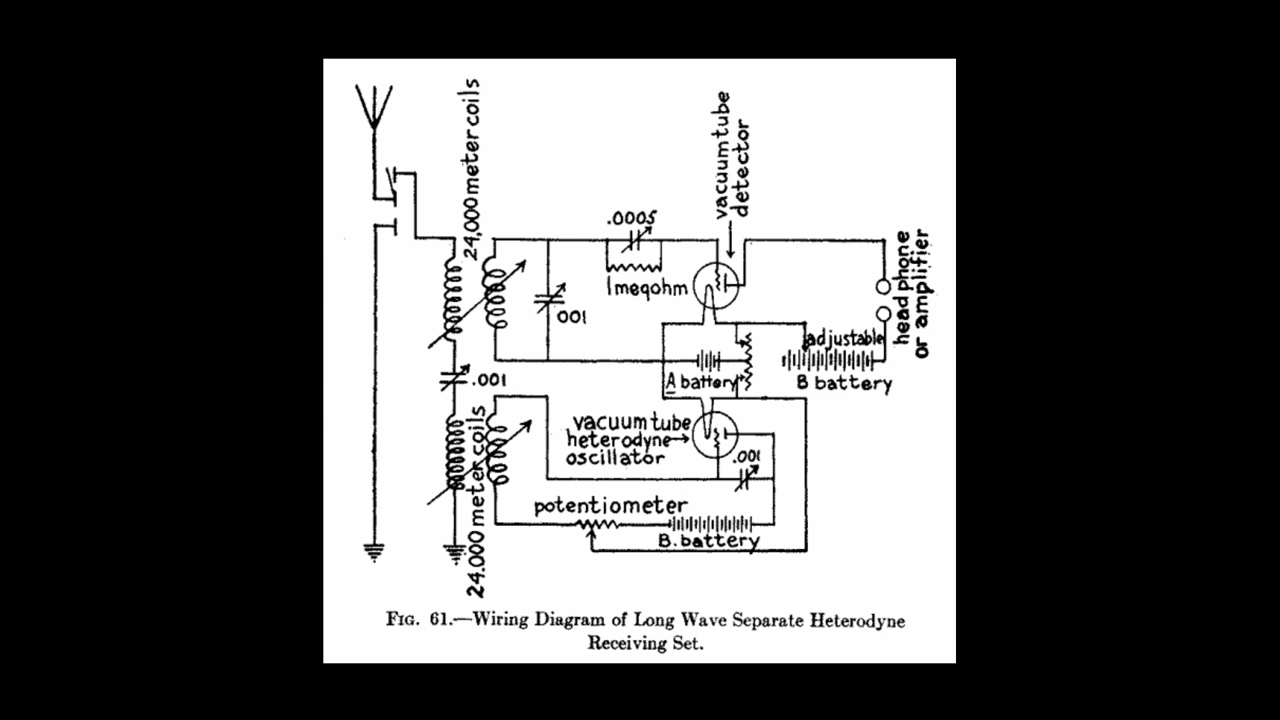 24,000 meter coils
vacuum tube
detector
.0005
1 meqohm
001
head phone
or amplifier
adjustable
B battery
A battery
.001
24.000 meter coils
vacuum tube
heterodyne
oscillator
.001
potentiometer
B. battery
FIG. 61.—Wiring Diagram of Long Wave Separate Heterodyne
Receiving Set.